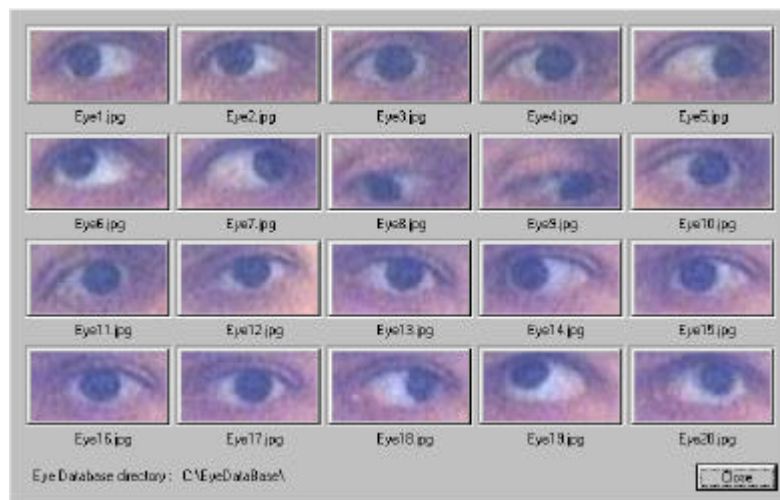 Eye1.jpg Eye2.jpg Eye3.jpg Eye4.jpg Eye5.jpg
Eye6.jpg Eye7.jpg Eye8.jpg Eye9.jpg Eye10.jpg
Eye11.jpg Eye12.jpg Eye13.jpg Eye14.jpg Eye15.jpg
Eye16.jpg Eye17.jpg Eye18.jpg Eye19.jpg Eye20.jpg
Eye Database directory : C:\EyeDataBase\ Close